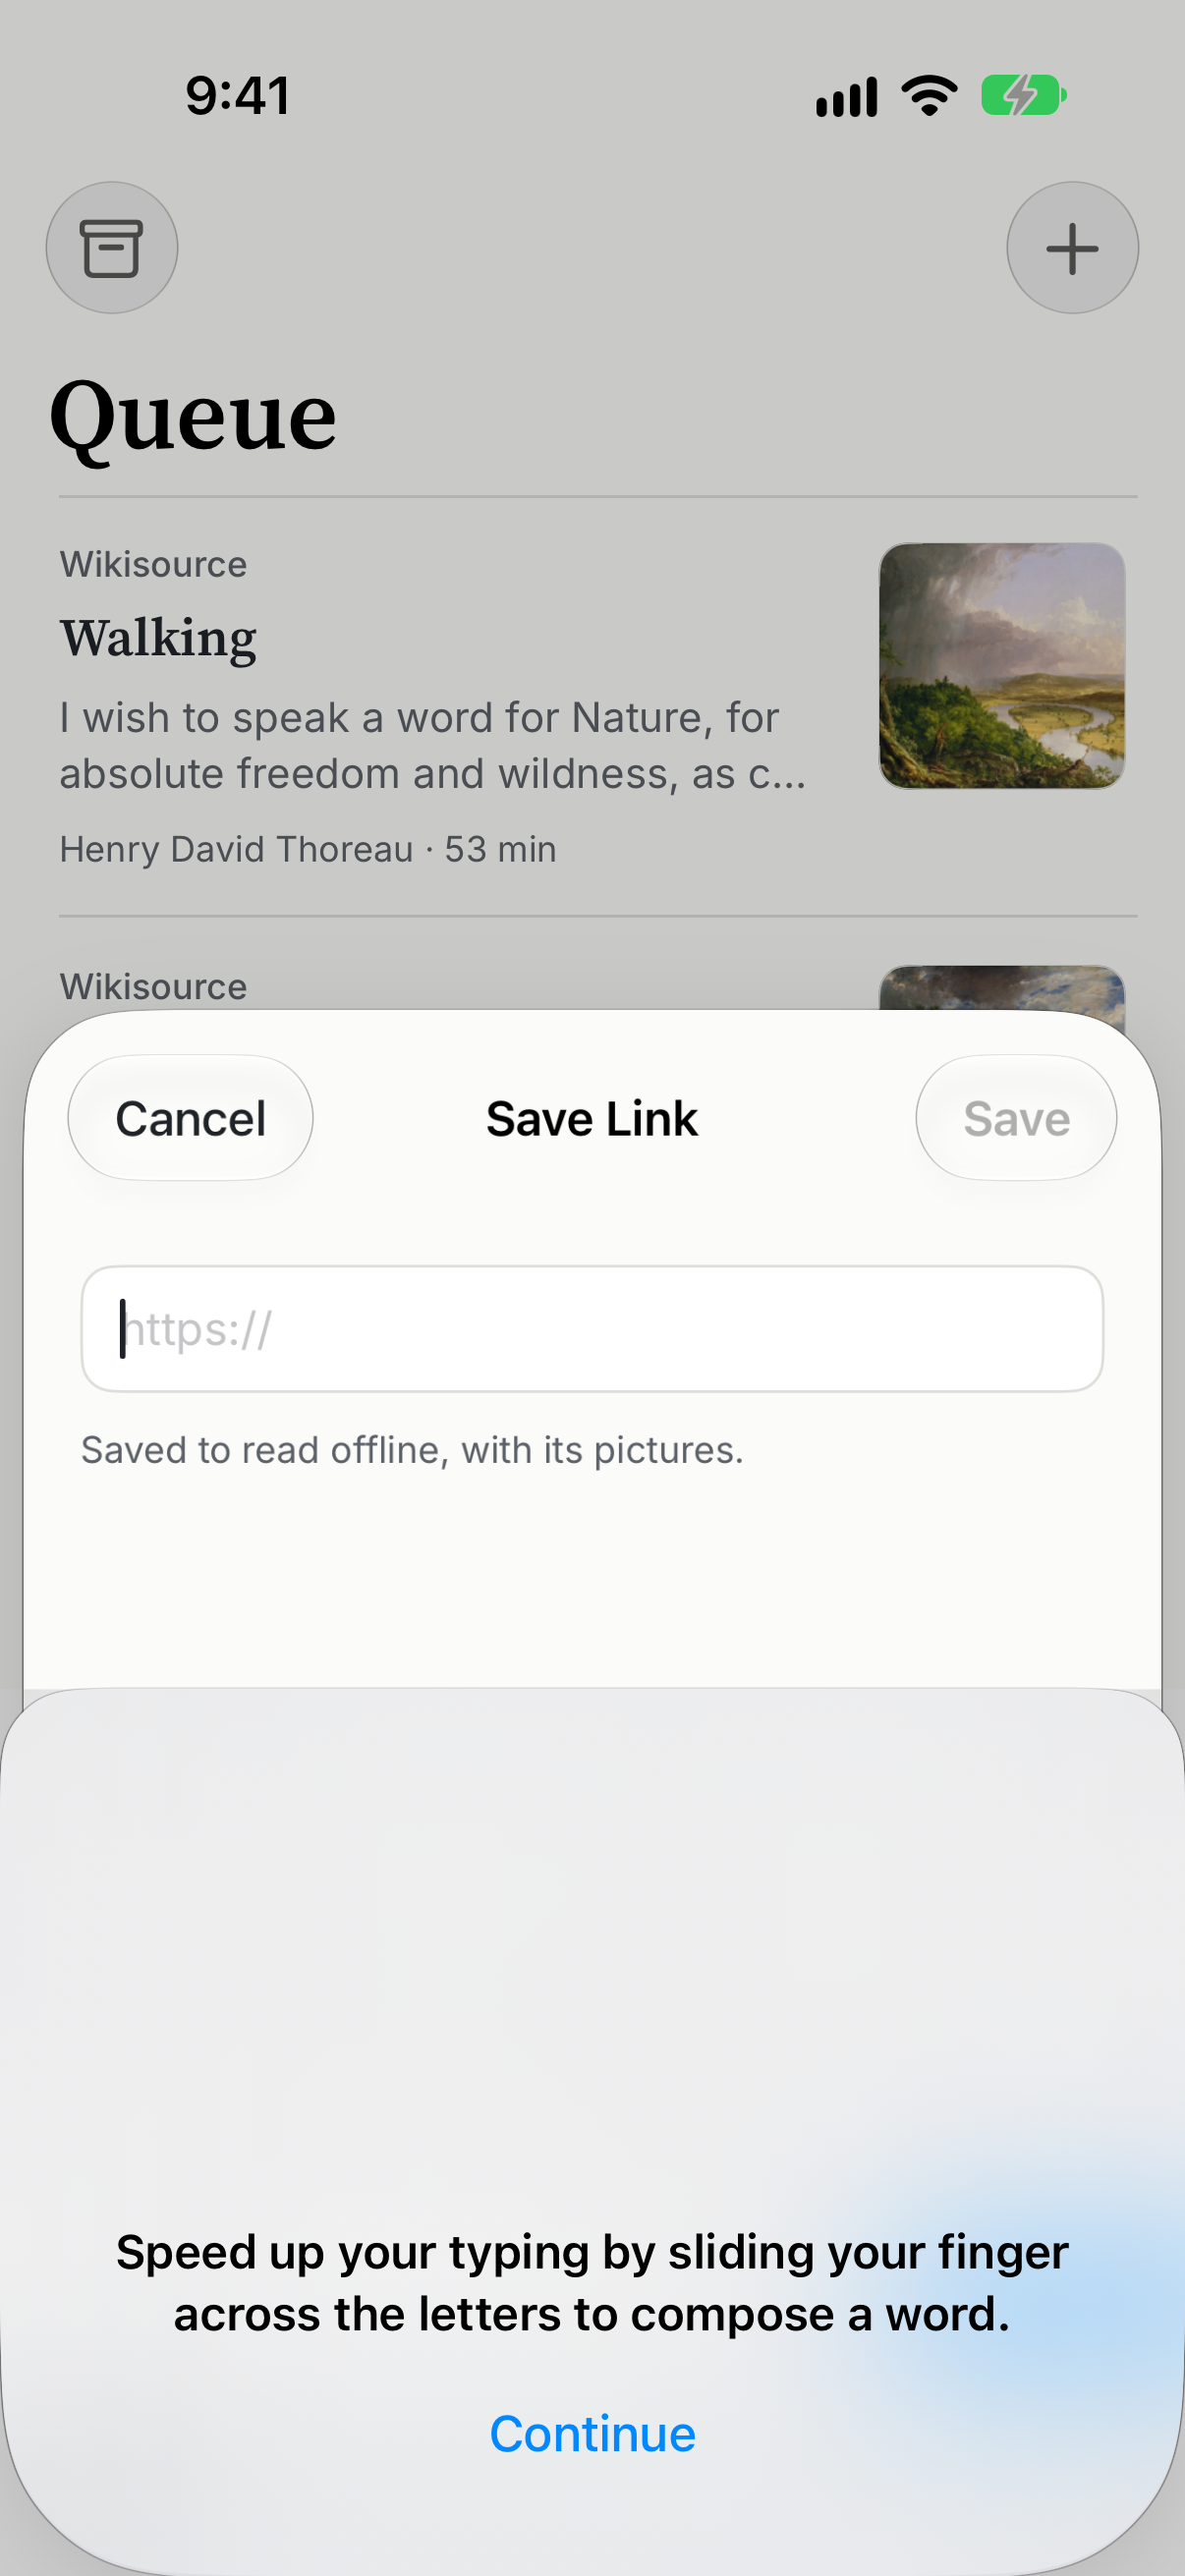 9:41
Queue
Wikisource
Walking
I wish to speak a word for Nature, for
absolute freedom and wildness, as c...
Henry David Thoreau · 53 min
Wikisource
Cancel
Save Link
Save
https://
Saved to read offline, with its pictures.
Speed up your typing by sliding your finger
across the letters to compose a word.
Continue